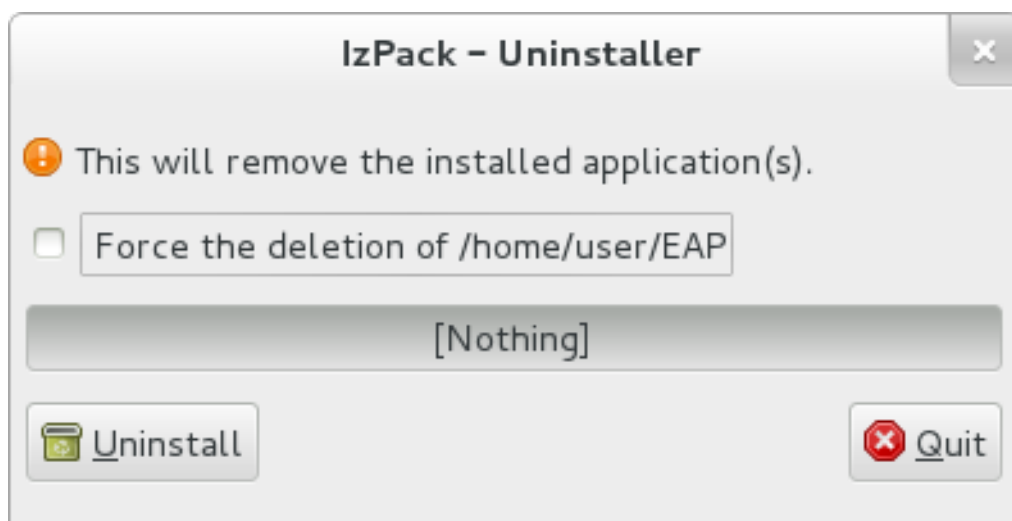 IzPack - Uninstaller
This will remove the installed application(s).
Force the deletion of /home/user/EAP
[Nothing]
Uninstall
Quit